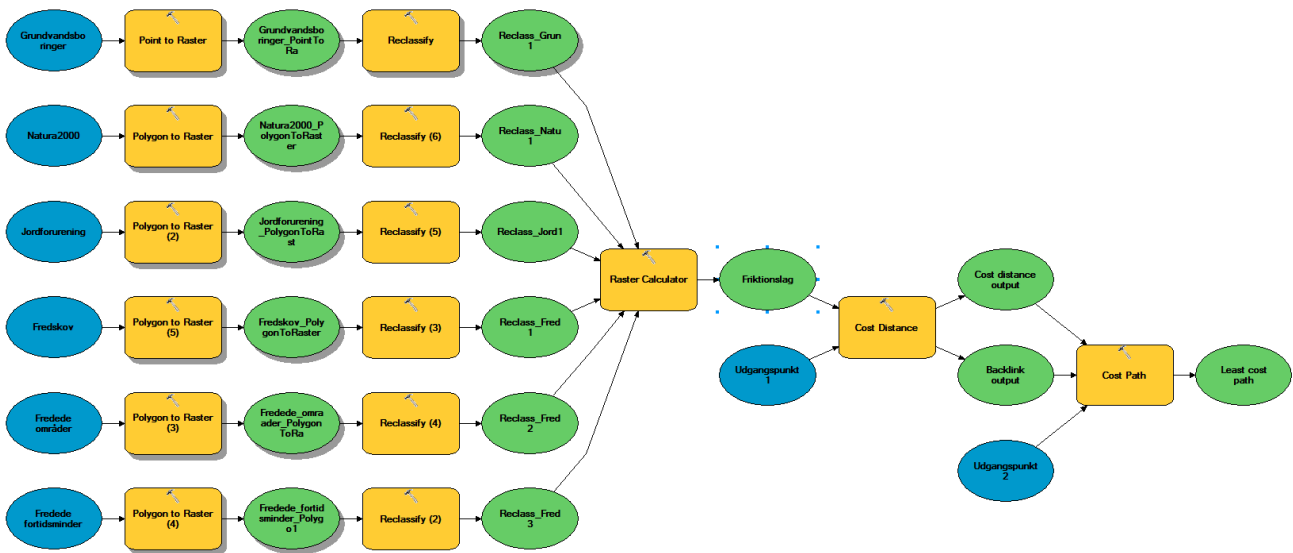 Grundvandsbo
ringer
Point to Raster
Grundvandsbo
ringer_PointTo
Ra
Reclassify
Reclass_Grun
1
Natura2000
Polygon to Raster
Natura2000_P
olygonToRast
er
Reclassify (6)
Reclass_Natu
1
Jordforurening
Polygon to Raster
(2)
Jordforurening
_PolygonToRa
st
Reclassify (5)
Reclass_Jord1
Raster Calculator
Friktionslag
Cost distance
output
Fredskov
Polygon to Raster
(5)
Fredskov_Poly
gonToRaster
Reclassify (3)
Reclass_Fred
1
Cost Distance
Udgangspunkt
1
Backlink
output
Cost Path
Least cost
path
Fredede
områder
Polygon to Raster
(3)
Fredede_omra
ader_Polygon
ToRa
Reclassify (4)
Reclass_Fred
2
Udgangspunkt
2
Fredede
fortidsminder
Polygon to Raster
(4)
Fredede_fortid
sminder_Polyg
o1
Reclassify (2)
Reclass_Fred
3